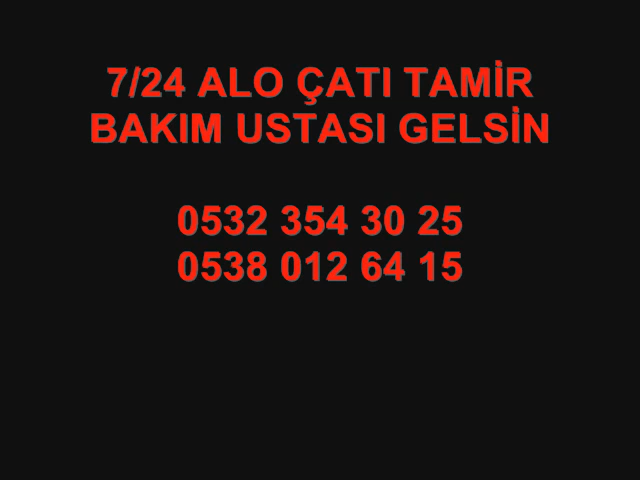 7/24 ALO ÇATI TAMİR
BAKIM USTASI GELSİN
0532 354 30 25
0538 012 64 15